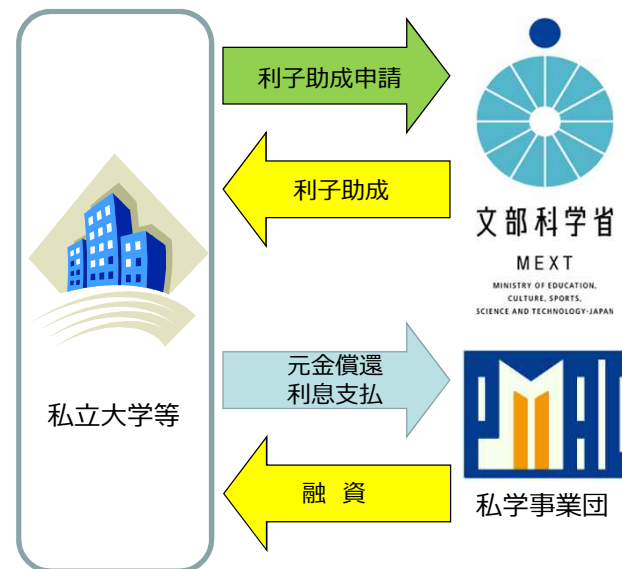 利子助成申請
利子助成
文部科学省
MEXT
MINISTRY OF EDUCATION,
CULTURE, SPORTS,
SCIENCE AND TECHNOLOGY-JAPAN
元金償還
利息支払
私立大学等
融 資
私学事業団